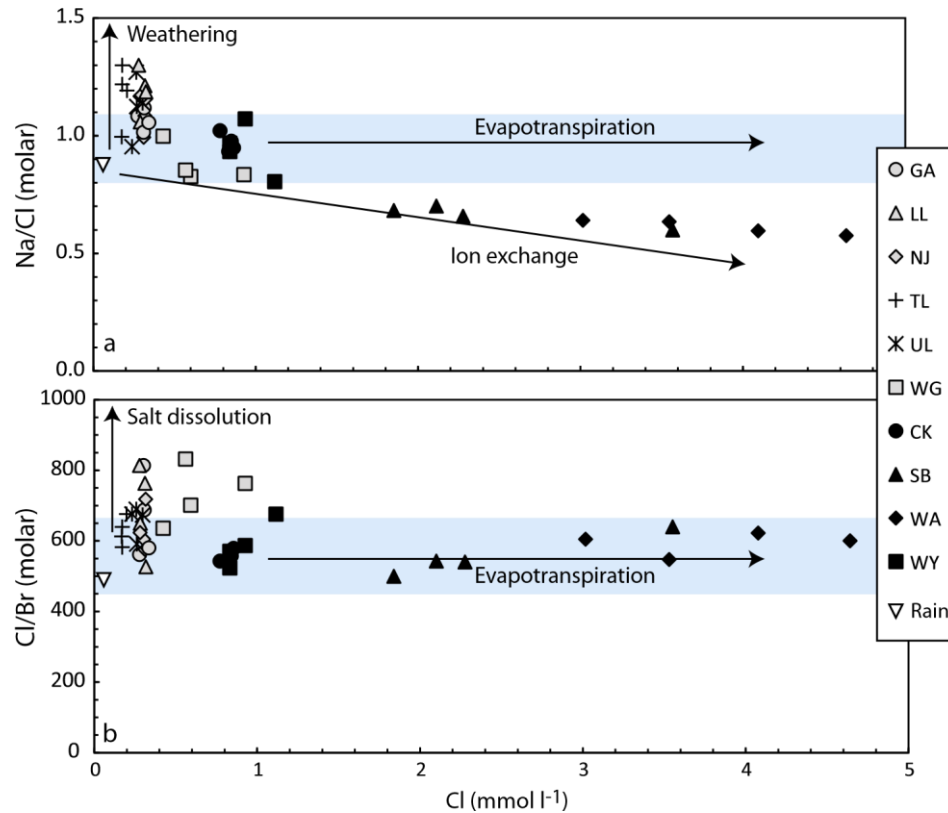 1.5
Weathering
1.0
Evapotranspiration
0.5
Ion exchange
a
0.0
Na/Cl (molar)
1000
Salt dissolution
800
600
Evapotranspiration
400
200
b
0
Cl/Br (molar)
0 1 2 3 4 5
Cl (mmol l-1)
GA
LL
NJ
TL
UL
WG
CK
SB
WA
WY
Rain